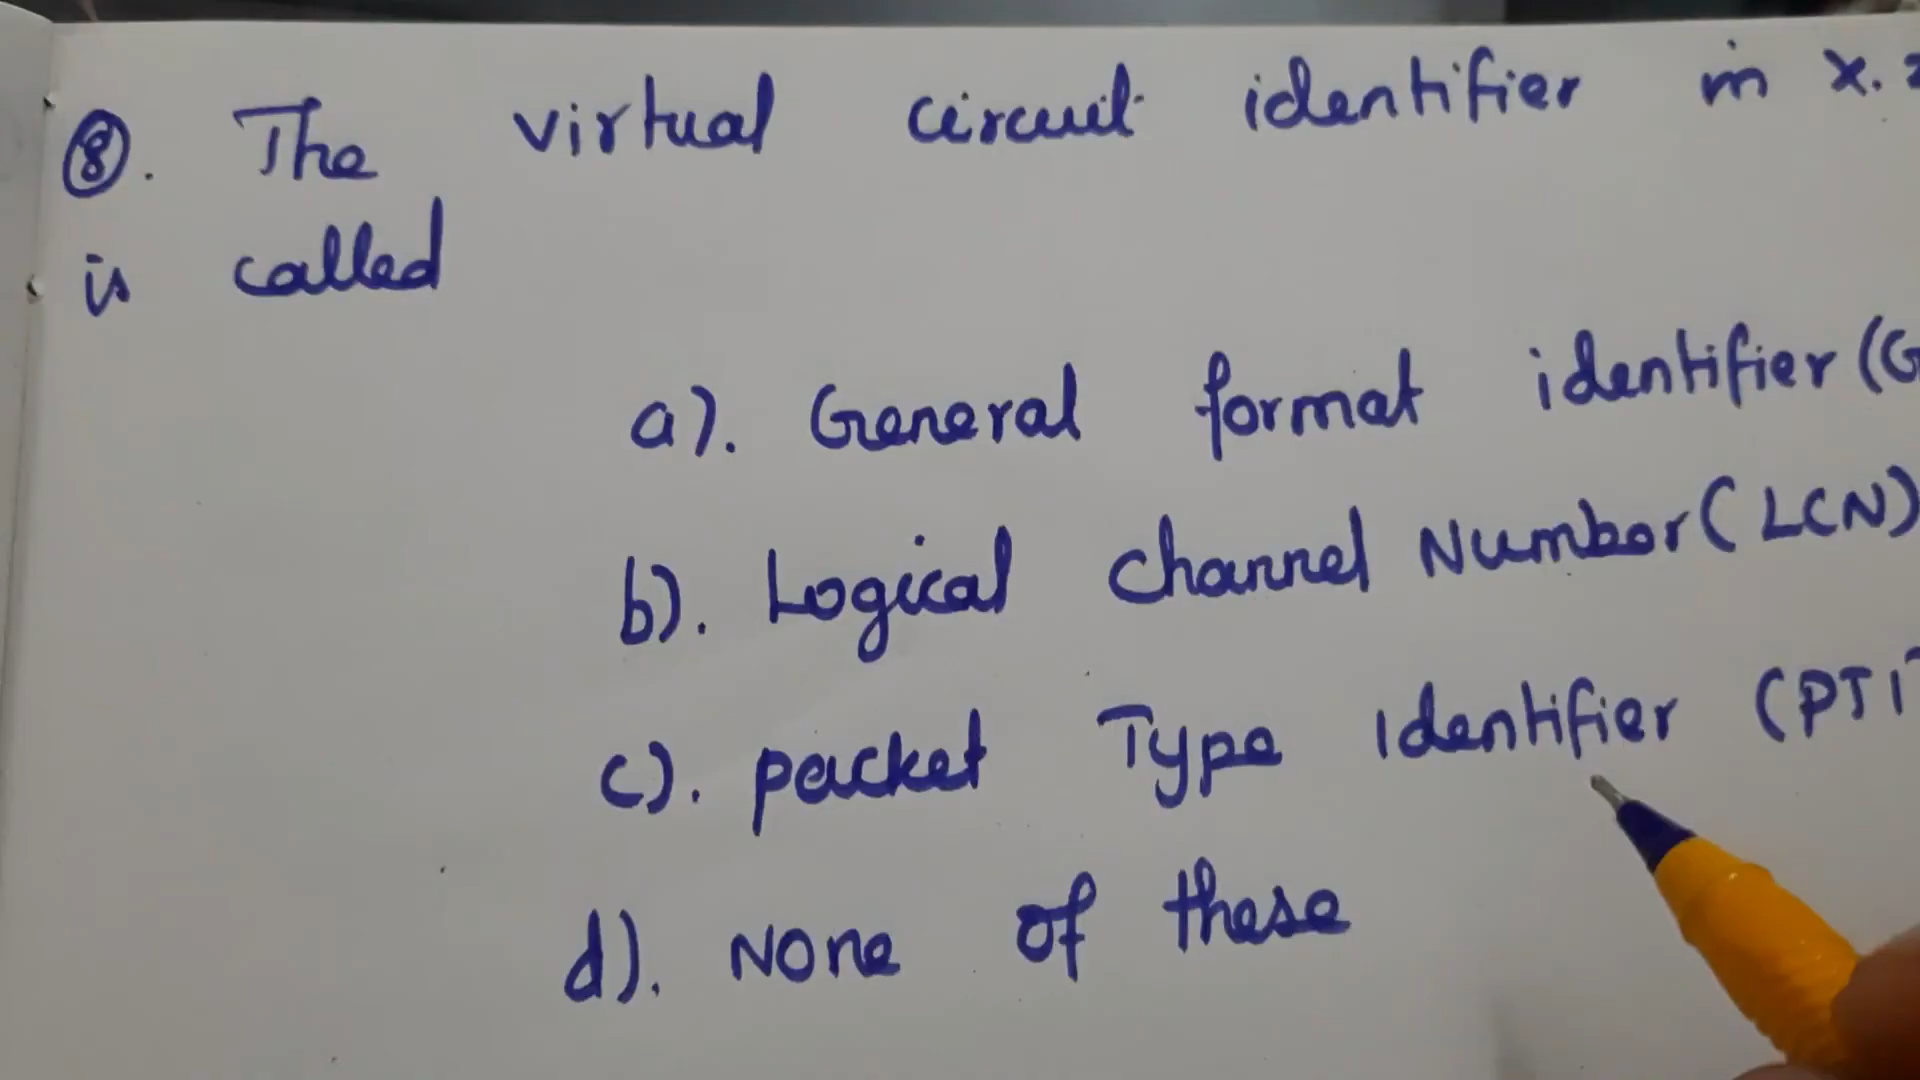 ⑧. The virtual circuit identifier in x.
is called
a). General format identifier (G
b). Logical channel Number (LCN)
c). packet Type Identifier (PTI
d). None of these